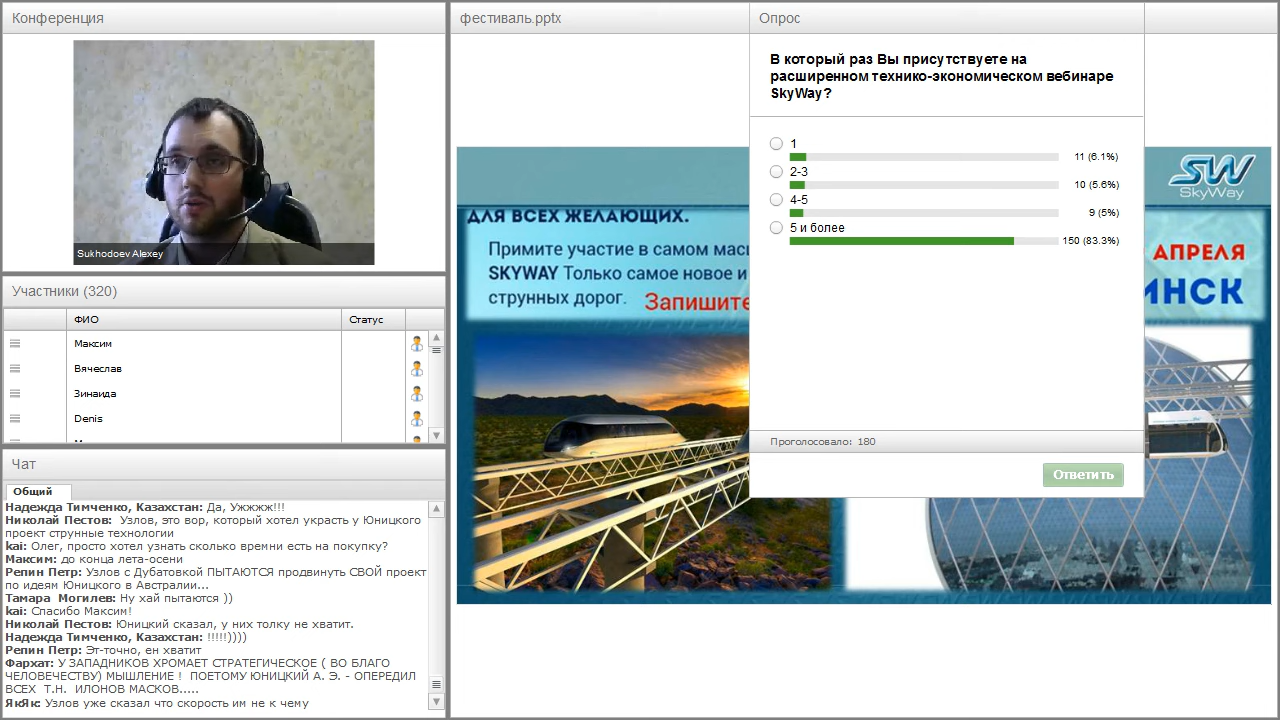 Конференция
Sukhodoev Alexey
Участники (320)
ФИО
Статус
Максим
Вячеслав
Зинаида
Denis
Чат
Общий
Надежда Тимченко, Казахстан: Да, Ужжжж!!!
Николай Пестов: Узлов, это вор, который хотел украсть у Юницкого
проект струнные технологии
kai: Олег, просто хотел узнать сколько времни есть на покупку?
Максим: до конца лета-осени
Репин Петр: Узлов с Дубатовкой ПЫТАЮТСЯ продвинуть СВОЙ проект
по идеям Юницкого в Австралии...
Тамара Могилев: Ну хай пытаются ))
kai: Спасибо Максим!
Николай Пестов: Юницкий сказал, у них толку не хватит.
Надежда Тимченко, Казахстан: !!!!!))))
Репин Петр: Эт-точно, ен хватит
Фархат: У ЗАПАДНИКОВ ХРОМАЕТ СТРАТЕГИЧЕСКОЕ ( ВО БЛАГО
ЧЕЛОВЕЧЕСТВУ) МЫШЛЕНИЕ ! ПОЕТОМУ ЮНИЦКИЙ А. Э. - ОПЕРЕДИЛ
ВСЕХ Т.Н. ИЛОНОВ МАСКОВ.....
ЯкЯк: Узлов уже сказал что скорость им не к чему
фестиваль.pptx
ДЛЯ ВСЕХ ЖЕЛАЮЩИХ.
Примите участие в самом мас
SKYWAY Только самое новое и
струнных дорог. Запишите
SW
SkyWay
АПРЕЛЯ
ИНСК
Опрос
В который раз Вы присутствуете на
расширенном технико-экономическом вебинаре
SkyWay?
1
11 (6.1%)
2-3
10 (5.6%)
4-5
9 (5%)
5 и более
150 (83.3%)
Проголосовало: 180
Ответить